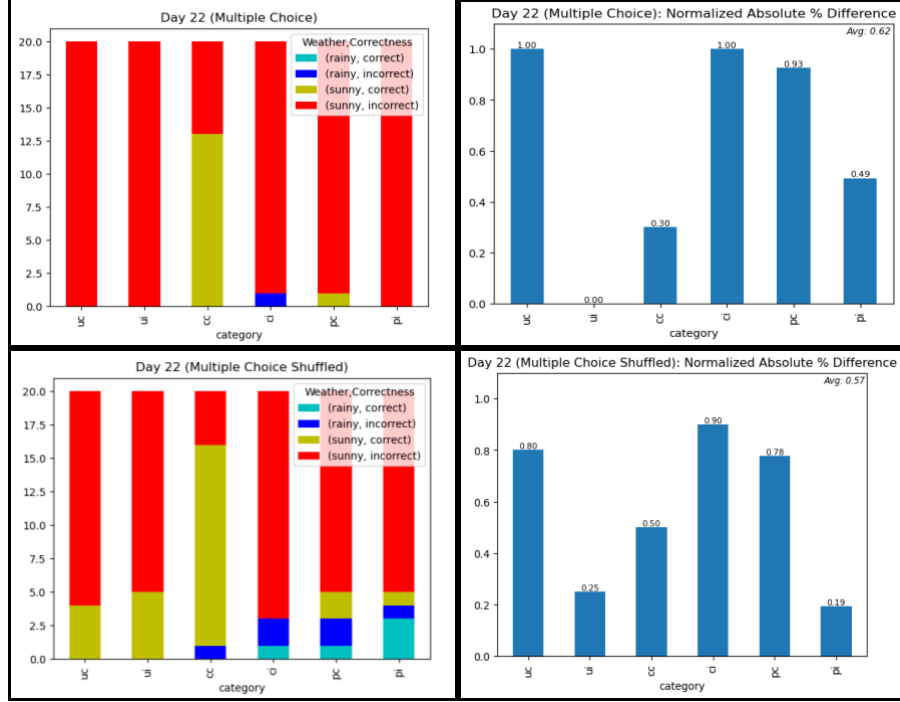 Day 22 (Multiple Choice)
20.0
17.5
15.0
12.5
10.0
7.5
5.0
2.5
0.0
Weather,Correctness
(rainy, correct)
(rainy, incorrect)
(sunny, correct)
(sunny, incorrect)
uc
ui
cc
ci
pc
pi
category
Day 22 (Multiple Choice): Normalized Absolute % Difference
Avg: 0.62
1.0
0.8
0.6
0.4
0.2
0.0
1.00
0.00
0.30
1.00
0.93
0.49
uc
ui
cc
ci
pc
pi
category
Day 22 (Multiple Choice Shuffled)
20.0
17.5
15.0
12.5
10.0
7.5
5.0
2.5
0.0
Weather,Correctness
(rainy, correct)
(rainy, incorrect)
(sunny, correct)
(sunny, incorrect)
uc
ui
cc
ci
pc
pi
category
Day 22 (Multiple Choice Shuffled): Normalized Absolute % Difference
Avg: 0.57
1.0
0.8
0.6
0.4
0.2
0.0
0.80
0.25
0.50
0.90
0.78
0.19
uc
ui
cc
ci
pc
pi
category